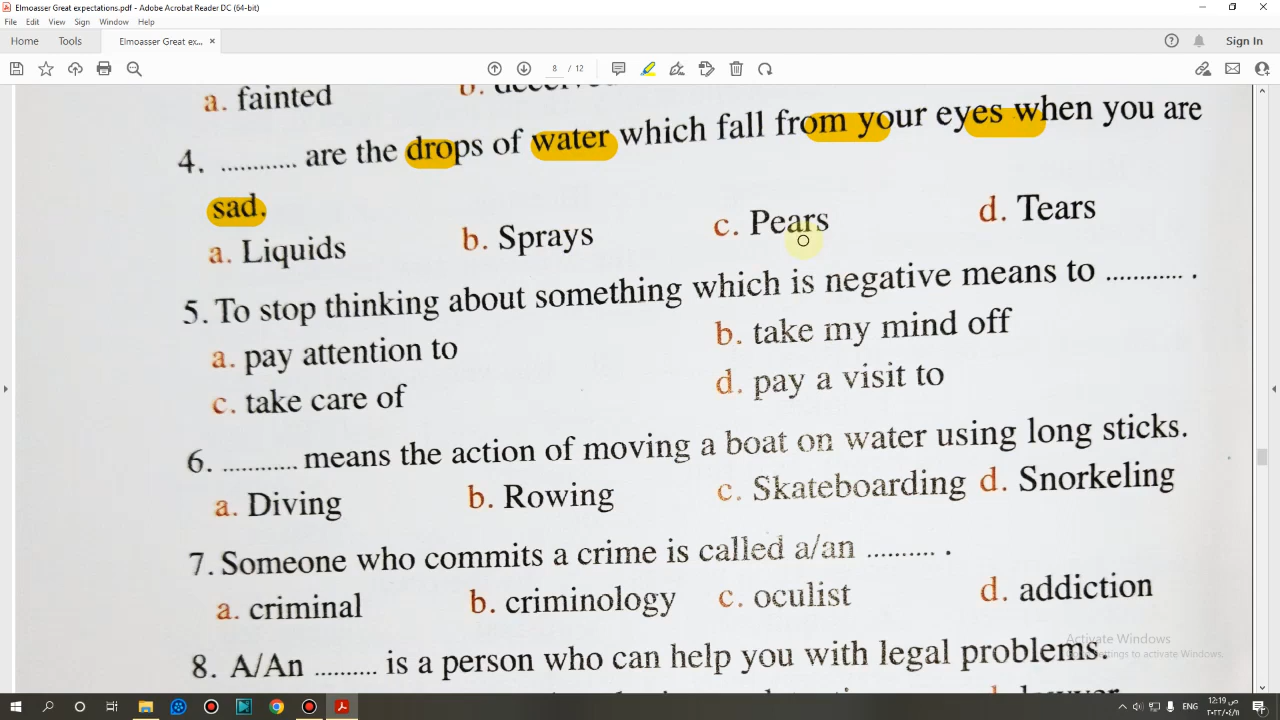 Elmoasser Great expectations.pdf - Adobe Acrobat Reader DC (64-bit)
File Edit View Sign Window Help
Home Tools Elmoasser Great ex... × Sign In
8 / 12
a. fainted
4. ............ are the drops of water which fall from your eyes when you are
sad.
a. Liquids b. Sprays c. Pears d. Tears
5. To stop thinking about something which is negative means to ............ .
a. pay attention to b. take my mind off
c. take care of d. pay a visit to
6. ............ means the action of moving a boat on water using long sticks.
a. Diving b. Rowing c. Skateboarding d. Snorkeling
7. Someone who commits a crime is called a/an .......... .
a. criminal b. criminology c. oculist d. addiction
8. A/An .......... is a person who can help you with legal problems.
Activate Windows
ENG 12:19 ص